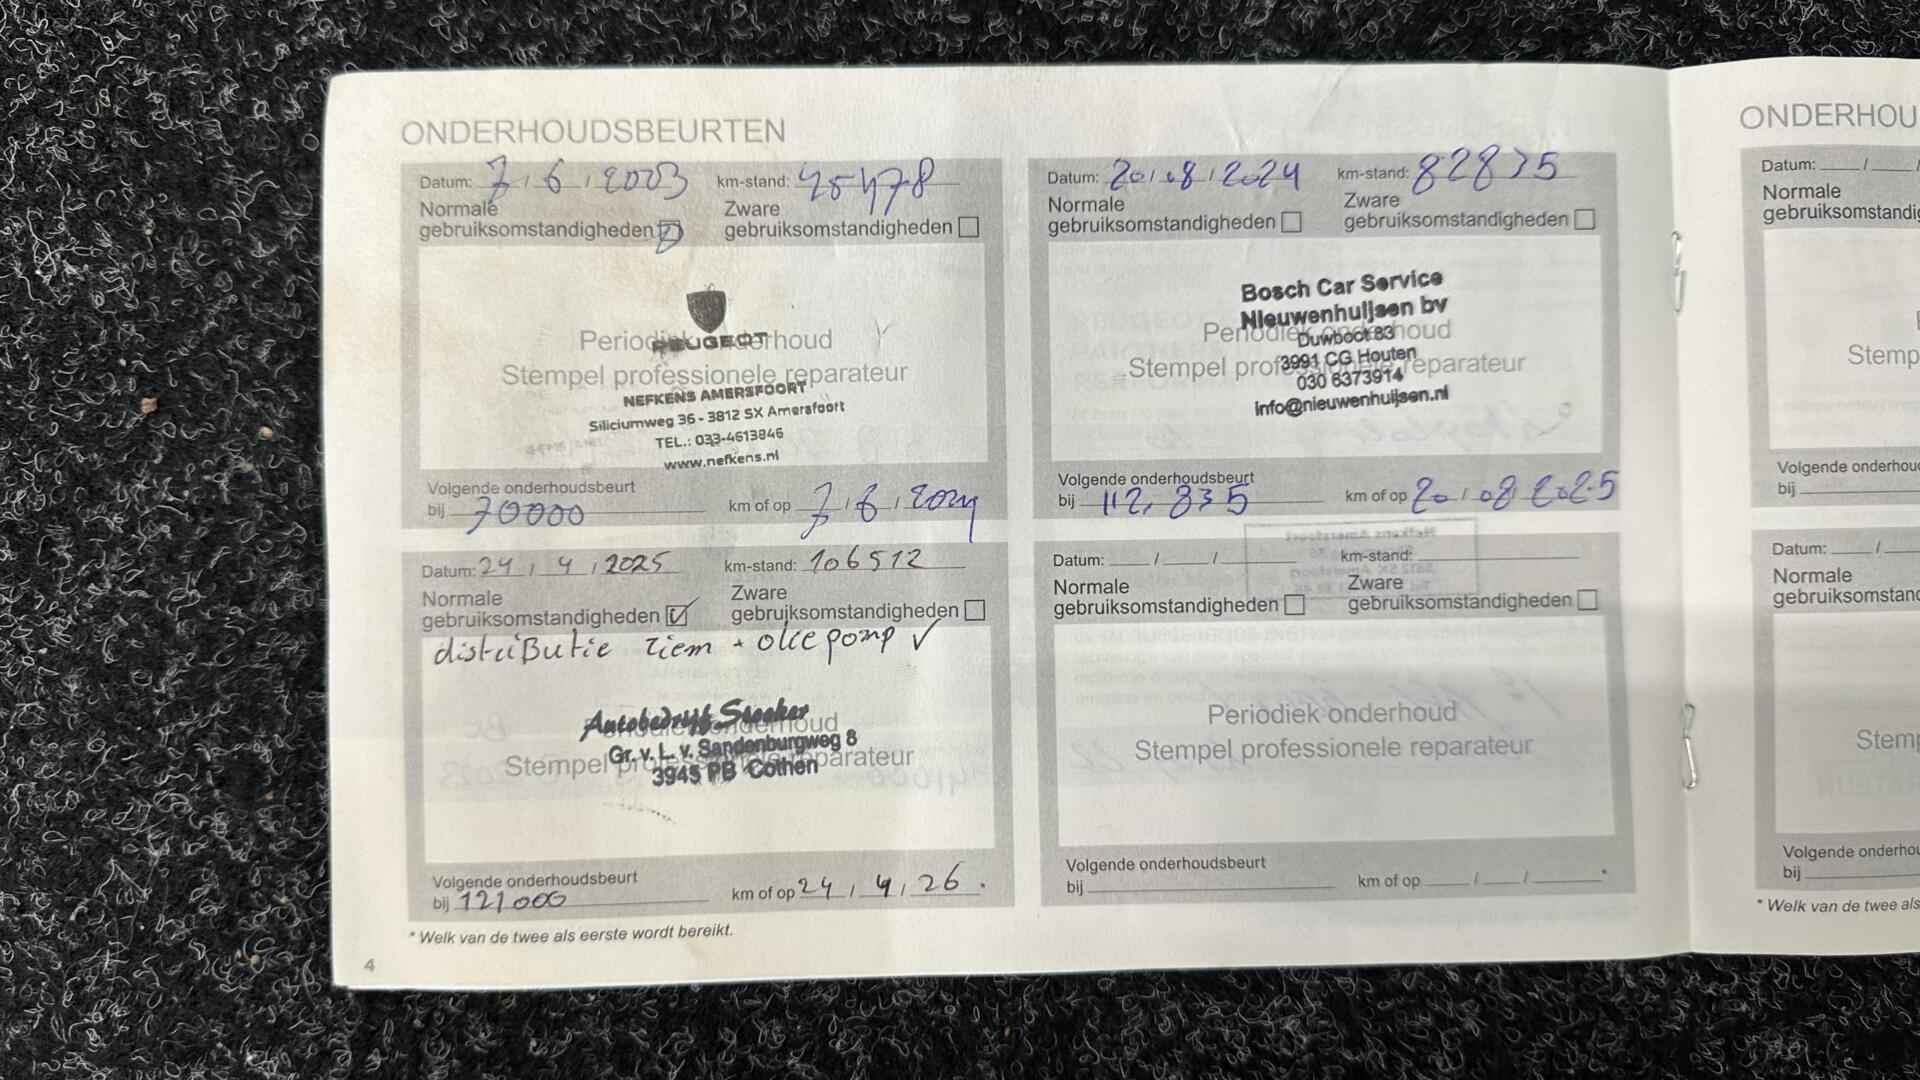 ONDERHOUDSBEURTEN
Datum: 7 / 6 / 2003 km-stand: 45478
Normale gebruiksomstandigheden
Zware gebruiksomstandigheden
Periodiek onderhoud
Stempel professionele reparateur
PEUGEOT
NEFKENS AMERSFOORT
Siliciumweg 36 - 3812 SX Amersfoort
TEL.: 033-4613846
www.nefkens.nl
Volgende onderhoudsbeurt
bij 70000 km of op 7 / 6 / 2024
Datum: 20 / 08 / 2024 km-stand: 82835
Normale gebruiksomstandigheden
Zware gebruiksomstandigheden
Periodiek onderhoud
Stempel professionele reparateur
Bosch Car Service
Nieuwenhuijsen bv
Duwboot 83
3991 CG Houten
030 6373914
info@nieuwenhuijsen.nl
Volgende onderhoudsbeurt
bij 112,835 km of op 20 / 08 2025
Datum: 24 / 4 / 2025 km-stand: 106512
Normale gebruiksomstandigheden
Zware gebruiksomstandigheden
distributie riem + olie pomp ✓
Periodiek onderhoud
Stempel professionele reparateur
Autobedrijf
Gr. v. L. v. Sandenburgweg 8
3945 PB Cothen
Volgende onderhoudsbeurt
bij 121000 km of op 24 / 4 / 26 .
Datum: / / km-stand:
Normale gebruiksomstandigheden
Zware gebruiksomstandigheden
Periodiek onderhoud
Stempel professionele reparateur
Volgende onderhoudsbeurt
bij km of op / / *
* Welk van de twee als eerste wordt bereikt.
4
ONDERHOU
Datum: / /
Normale
gebruiksomstandig
Stemp
Volgende onderhou
bij
Datum: / /
Normale
gebruiksomstand
Stemp
Volgende onderhou
bij
* Welk van de twee als